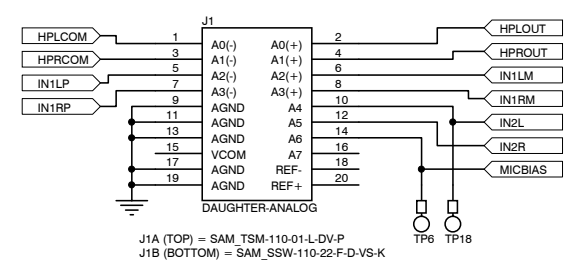 J1
HPLCOM 1 A0(-) A0(+) 2 HPLOUT
HPRCOM 3 A1(-) A1(+) 4 HPROUT
IN1LP 5 A2(-) A2(+) 6 IN1LM
IN1RP 7 A3(-) A3(+) 8 IN1RM
9 AGND A4 10 IN2L
11 AGND A5 12 IN2R
13 AGND A6 14 MICBIAS
15 VCOM A7 16
17 AGND REF- 18
19 AGND REF+ 20
DAUGHTER-ANALOG
TP6 TP18
J1A (TOP) = SAM_TSM-110-01-L-DV-P
J1B (BOTTOM) = SAM_SSW-110-22-F-D-VS-K